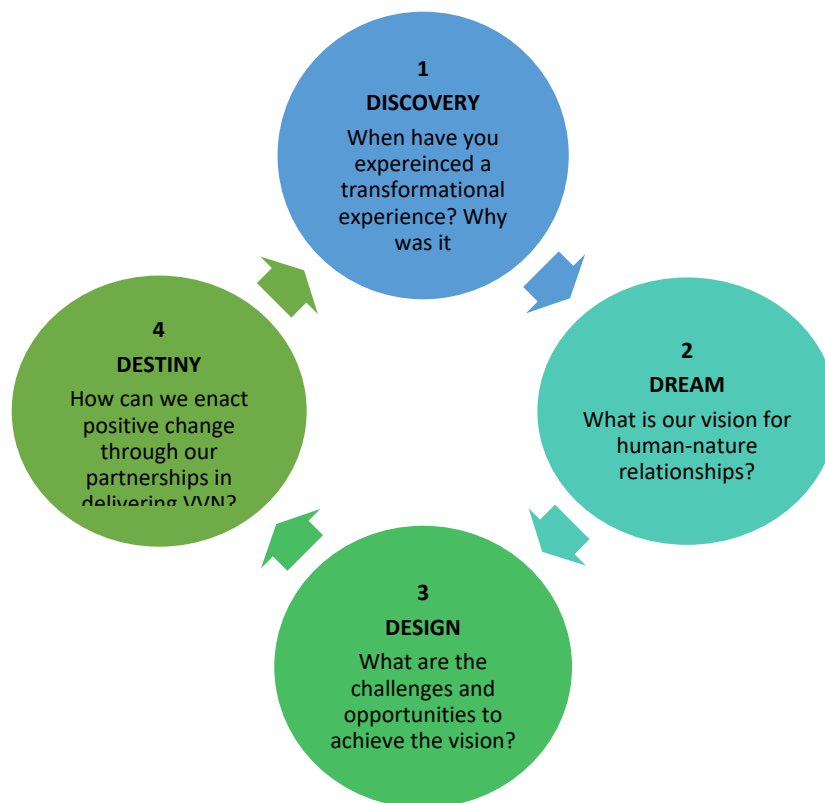 1
DISCOVERY
When have you
expereinced a
transformational
experience? Why
was it
2
DREAM
What is our vision for
human-nature
relationships?
3
DESIGN
What are the
challenges and
opportunities to
achieve the vision?
4
DESTINY
How can we enact
positive change
through our
partnerships in
delivering VVN?